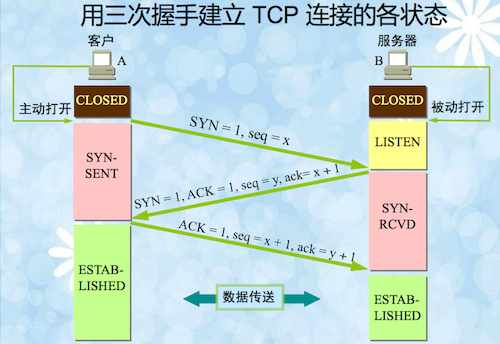 用三次握手建立 TCP 连接的各状态
客户
服务器
A
B
主动打开
CLOSED
CLOSED
被动打开
SYN = 1, seq = x
LISTEN
SYN-
SENT
SYN = 1, ACK = 1, seq = y, ack= x + 1
SYN-
RCVD
ACK = 1, seq = x + 1, ack = y + 1
ESTAB-
LISHED
数据传送
ESTAB-
LISHED